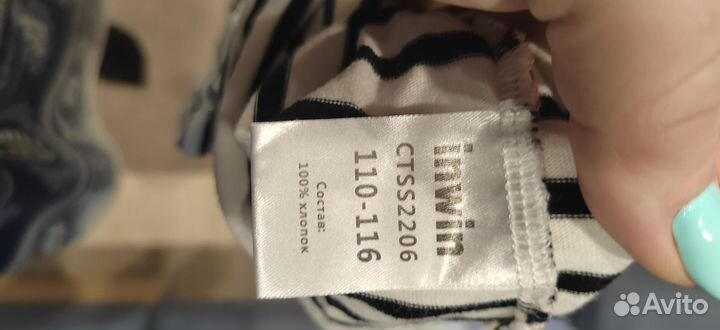 inwin
CTSS2206
110-116
Состав:
100% хлопок
Avito